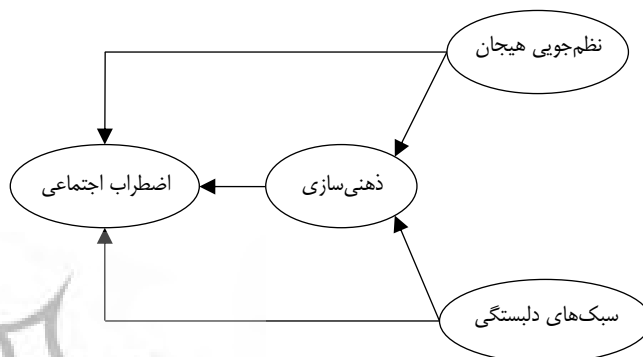 نظم‌جویی هیجان
ذهنی‌سازی
اضطراب اجتماعی
سبک‌های دلبستگی